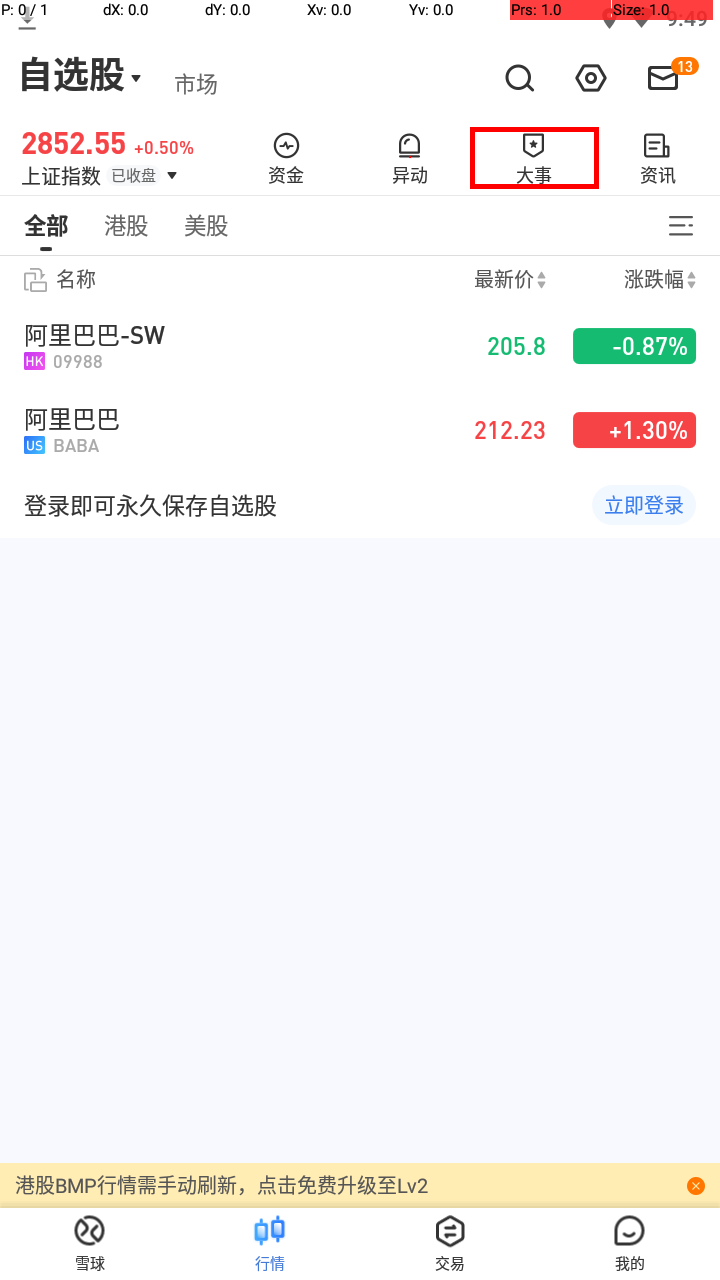 P: 0 / 1 dX: 0.0 dY: 0.0 Xv: 0.0 Yv: 0.0 Prs: 1.0 Size: 1.0
9:49
自选股 市场 13
2852.55 +0.50%
上证指数 已收盘 资金 异动 大事 资讯
全部 港股 美股
名称 最新价 涨跌幅
阿里巴巴-SW 205.8 -0.87%
HK 09988
阿里巴巴 212.23 +1.30%
US BABA
登录即可永久保存自选股 立即登录
港股BMP行情需手动刷新，点击免费升级至Lv2
雪球 行情 交易 我的